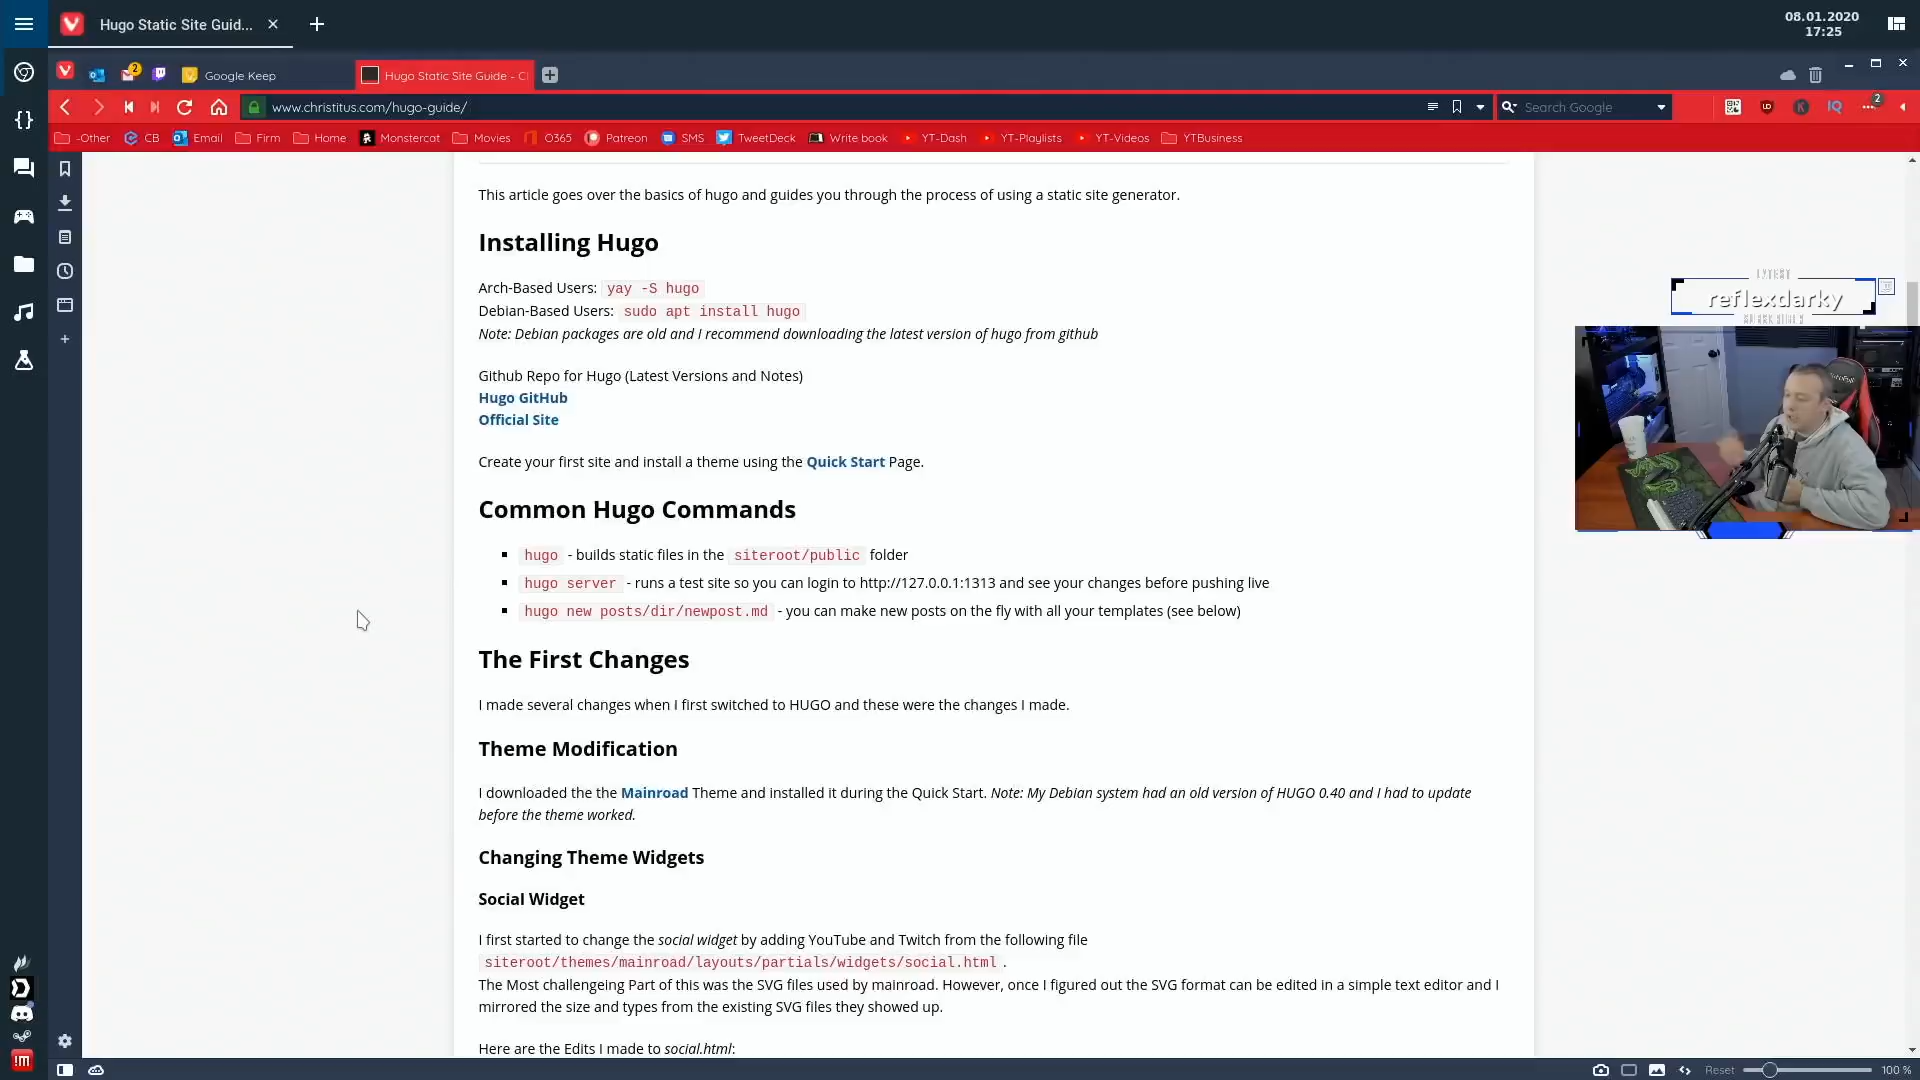 Hugo Static Site Guid...
08.01.2020
17:25
2
Google Keep
Hugo Static Site Guide - C
www.christitus.com/hugo-guide/
Search Google
UD
K
IQ
2
-Other
CB
Email
Firm
Home
Monstercat
Movies
O365
Patreon
SMS
TweetDeck
Write book
YT-Dash
YT-Playlists
YT-Videos
YTBusiness
This article goes over the basics of hugo and guides you through the process of using a static site generator.
Installing Hugo
Arch-Based Users: yay -S hugo
Debian-Based Users: sudo apt install hugo
Note: Debian packages are old and I recommend downloading the latest version of hugo from github
Github Repo for Hugo (Latest Versions and Notes)
Hugo GitHub
Official Site
Create your first site and install a theme using the Quick Start Page.
Common Hugo Commands
hugo - builds static files in the siteroot/public folder
hugo server - runs a test site so you can login to http://127.0.0.1:1313 and see your changes before pushing live
hugo new posts/dir/newpost.md - you can make new posts on the fly with all your templates (see below)
The First Changes
I made several changes when I first switched to HUGO and these were the changes I made.
Theme Modification
I downloaded the the Mainroad Theme and installed it during the Quick Start. Note: My Debian system had an old version of HUGO 0.40 and I had to update
before the theme worked.
Changing Theme Widgets
Social Widget
I first started to change the social widget by adding YouTube and Twitch from the following file
siteroot/themes/mainroad/layouts/partials/widgets/social.html .
The Most challengeing Part of this was the SVG files used by mainroad. However, once I figured out the SVG format can be edited in a simple text editor and I
mirrored the size and types from the existing SVG files they showed up.
Here are the Edits I made to social.html:
LATEST
reflexdarky
!m
Reset
100 %